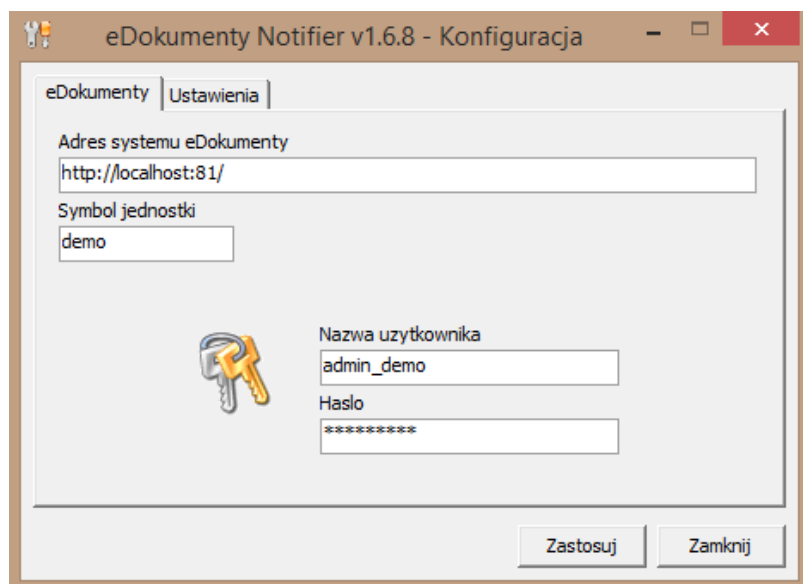 eDokumenty Notifier v1.6.8 - Konfiguracja
eDokumenty Ustawienia
Adres systemu eDokumenty
http://localhost:81/
Symbol jednostki
demo
Nazwa uzytkownika
admin_demo
Haslo
*********
Zastosuj Zamknij